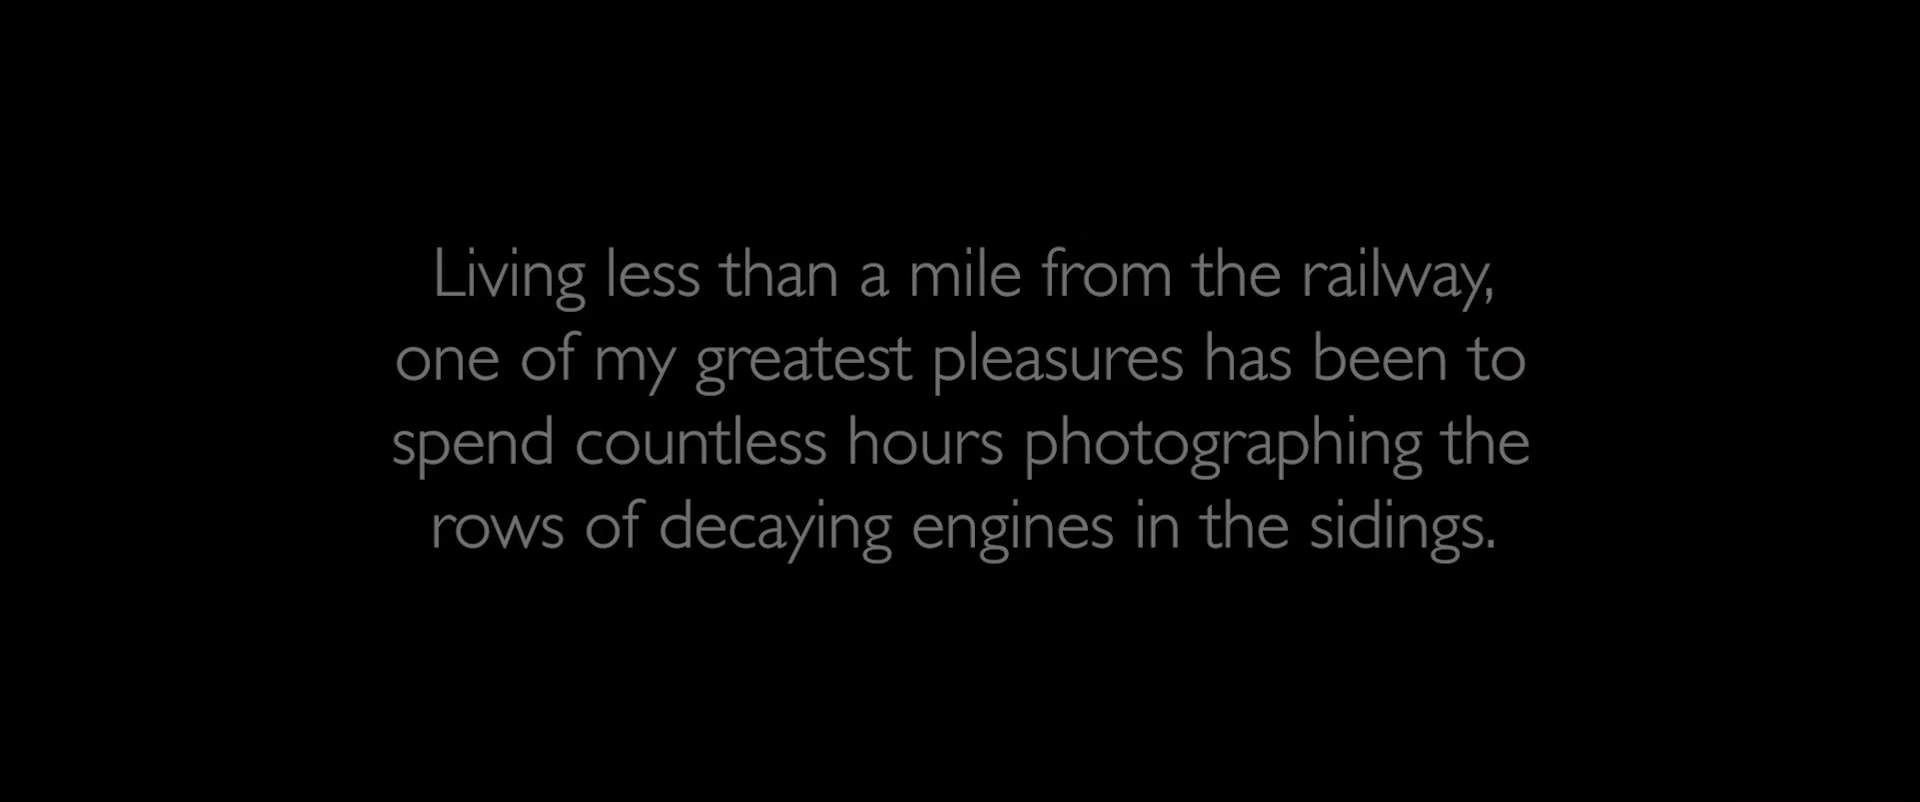 Living less than a mile from the railway,
one of my greatest pleasures has been to
spend countless hours photographing the
rows of decaying engines in the sidings.